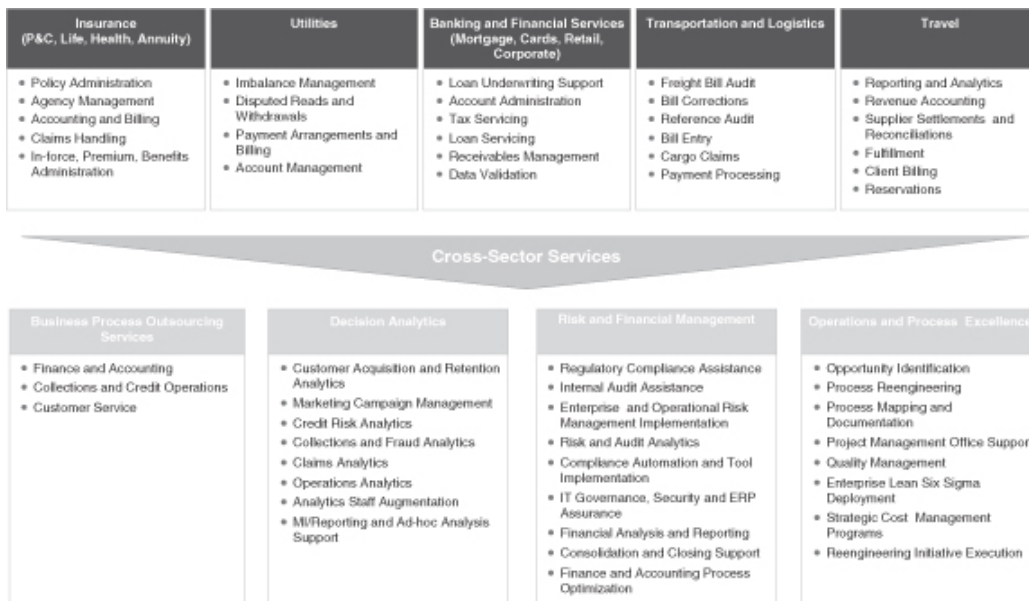 Insurance
(P&C, Life, Health, Annuity)
• Policy Administration
• Agency Management
• Accounting and Billing
• Claims Handling
• In-force, Premium, Benefits
Administration
Utilities
• Imbalance Management
• Disputed Reads and
Withdrawals
• Payment Arrangements and
Billing
• Account Management
Banking and Financial Services
(Mortgage, Cards, Retail,
Corporate)
• Loan Underwriting Support
• Account Administration
• Tax Servicing
• Loan Servicing
• Receivables Management
• Data Validation
Transportation and Logistics
• Freight Bill Audit
• Bill Corrections
• Reference Audit
• Bill Entry
• Cargo Claims
• Payment Processing
Travel
• Reporting and Analytics
• Revenue Accounting
• Supplier Settlements and
Reconciliations
• Fulfillment
• Client Billing
• Reservations
Cross-Sector Services
Business Process Outsourcing
Services
• Finance and Accounting
• Collections and Credit Operations
• Customer Service
Decision Analytics
• Customer Acquisition and Retention
Analytics
• Marketing Campaign Management
• Credit Risk Analytics
• Collections and Fraud Analytics
• Claims Analytics
• Operations Analytics
• Analytics Staff Augmentation
• MI/Reporting and Ad-hoc Analysis
Support
Risk and Financial Management
• Regulatory Compliance Assistance
• Internal Audit Assistance
• Enterprise and Operational Risk
Management Implementation
• Risk and Audit Analytics
• Compliance Automation and Tool
Implementation
• IT Governance, Security and ERP
Assurance
• Financial Analysis and Reporting
• Consolidation and Closing Support
• Finance and Accounting Process
Optimization
Operations and Process Excellence
• Opportunity Identification
• Process Reengineering
• Process Mapping and
Documentation
• Project Management Office Support
• Quality Management
• Enterprise Lean Six Sigma
Deployment
• Strategic Cost Management
Programs
• Reengineering Initiative Execution